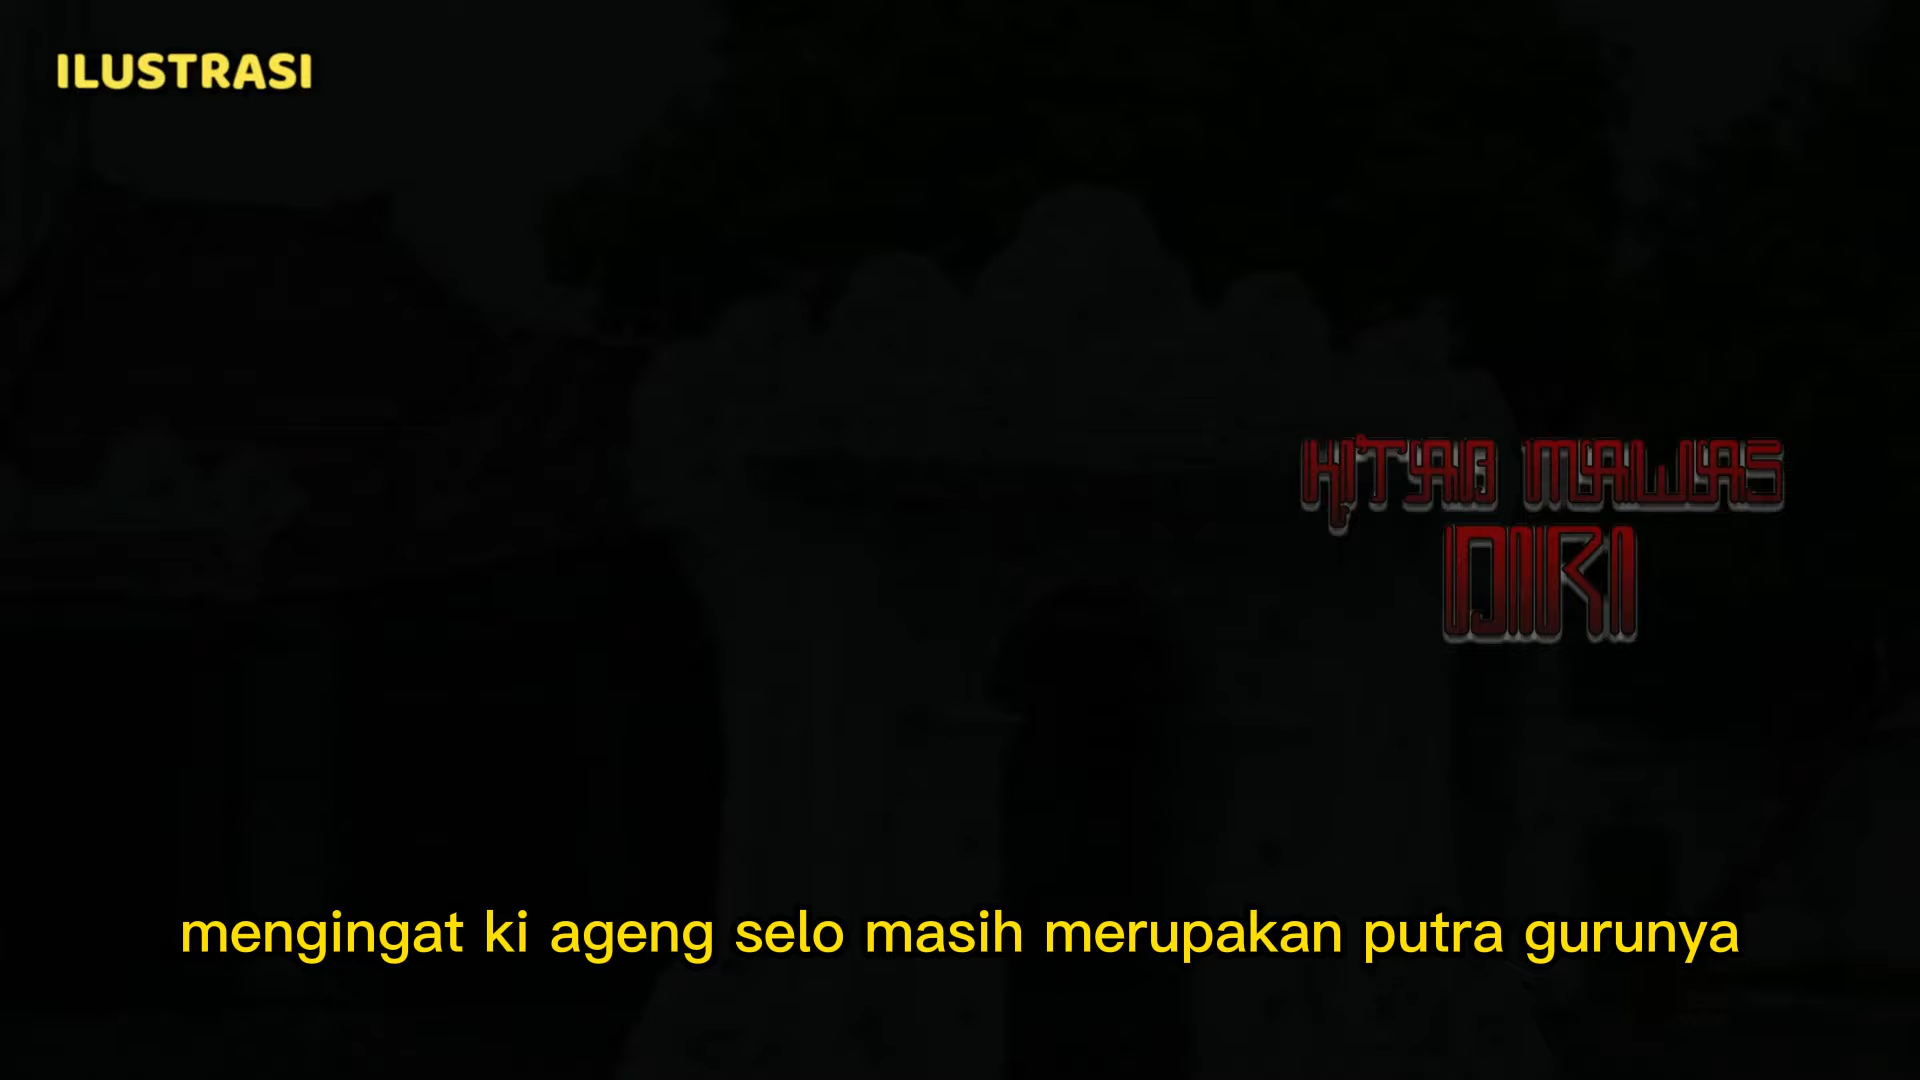 ILUSTRASI
KITAB MAWAS
DIRI
mengingat ki ageng selo masih merupakan putra gurunya